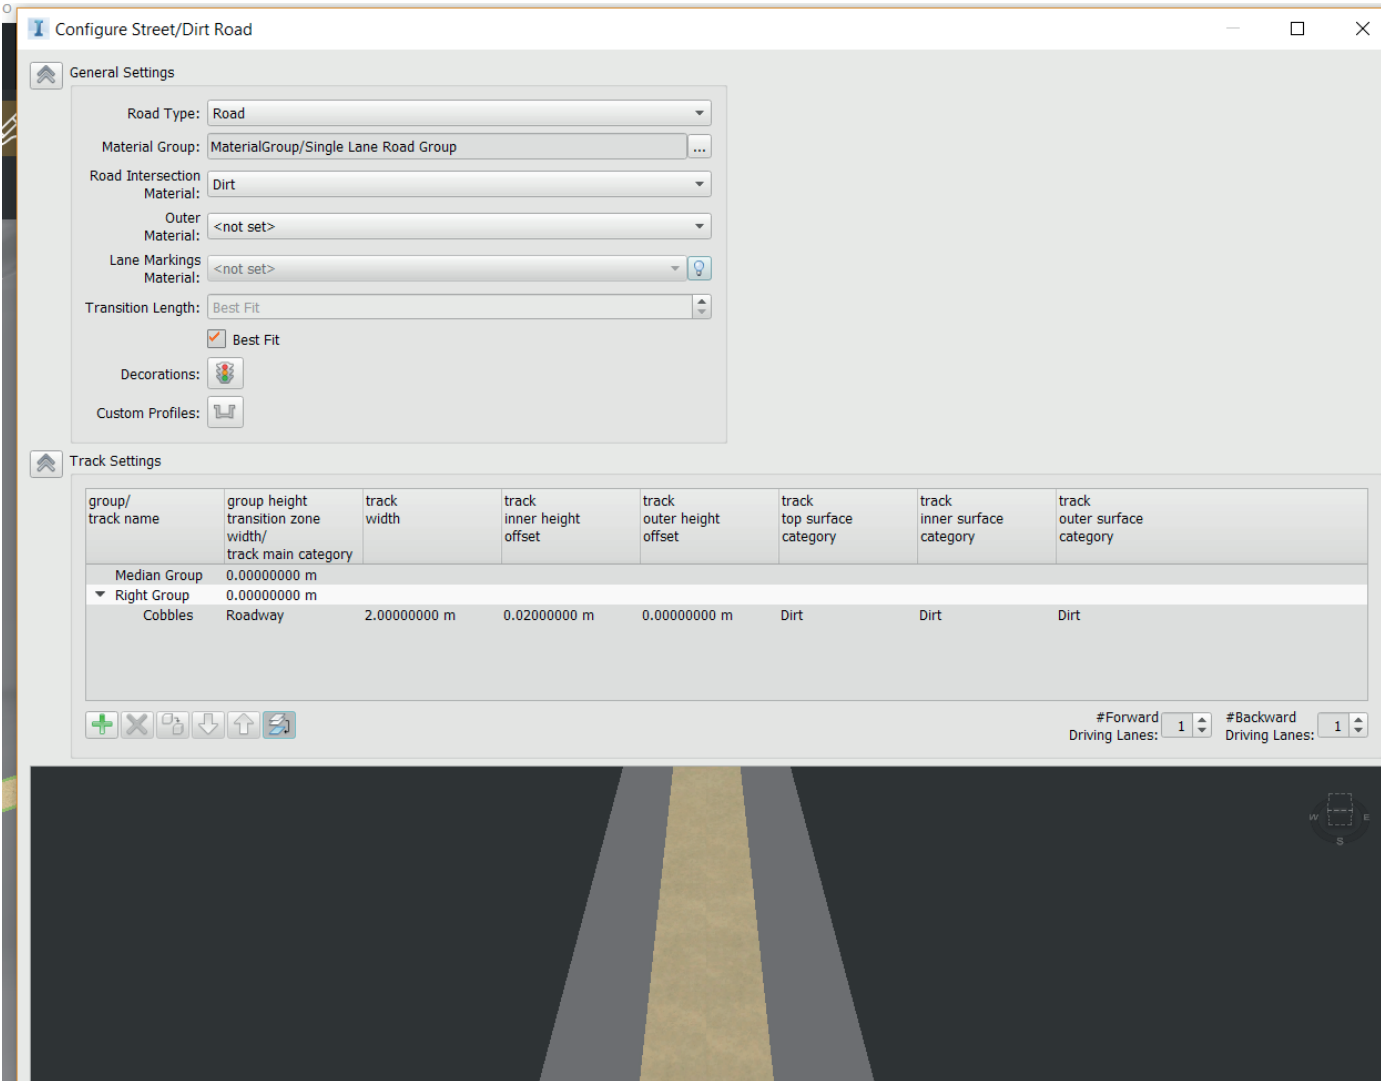 Configure Street/Dirt Road
General Settings
Road Type: Road
Material Group: MaterialGroup/Single Lane Road Group ...
Road Intersection
Material: Dirt
Outer
Material: <not set>
Lane Markings
Material: <not set>
Transition Length: Best Fit
Best Fit
Decorations:
Custom Profiles:
Track Settings
group/ group height track track track track track track
track name transition zone width inner height outer height top surface inner surface outer surface
width/ offset offset category category category
track main category
Median Group 0.00000000 m
Right Group 0.00000000 m
Cobbles Roadway 2.00000000 m 0.02000000 m 0.00000000 m Dirt Dirt Dirt
#Forward #Backward
Driving Lanes: 1 Driving Lanes: 1
W E
S